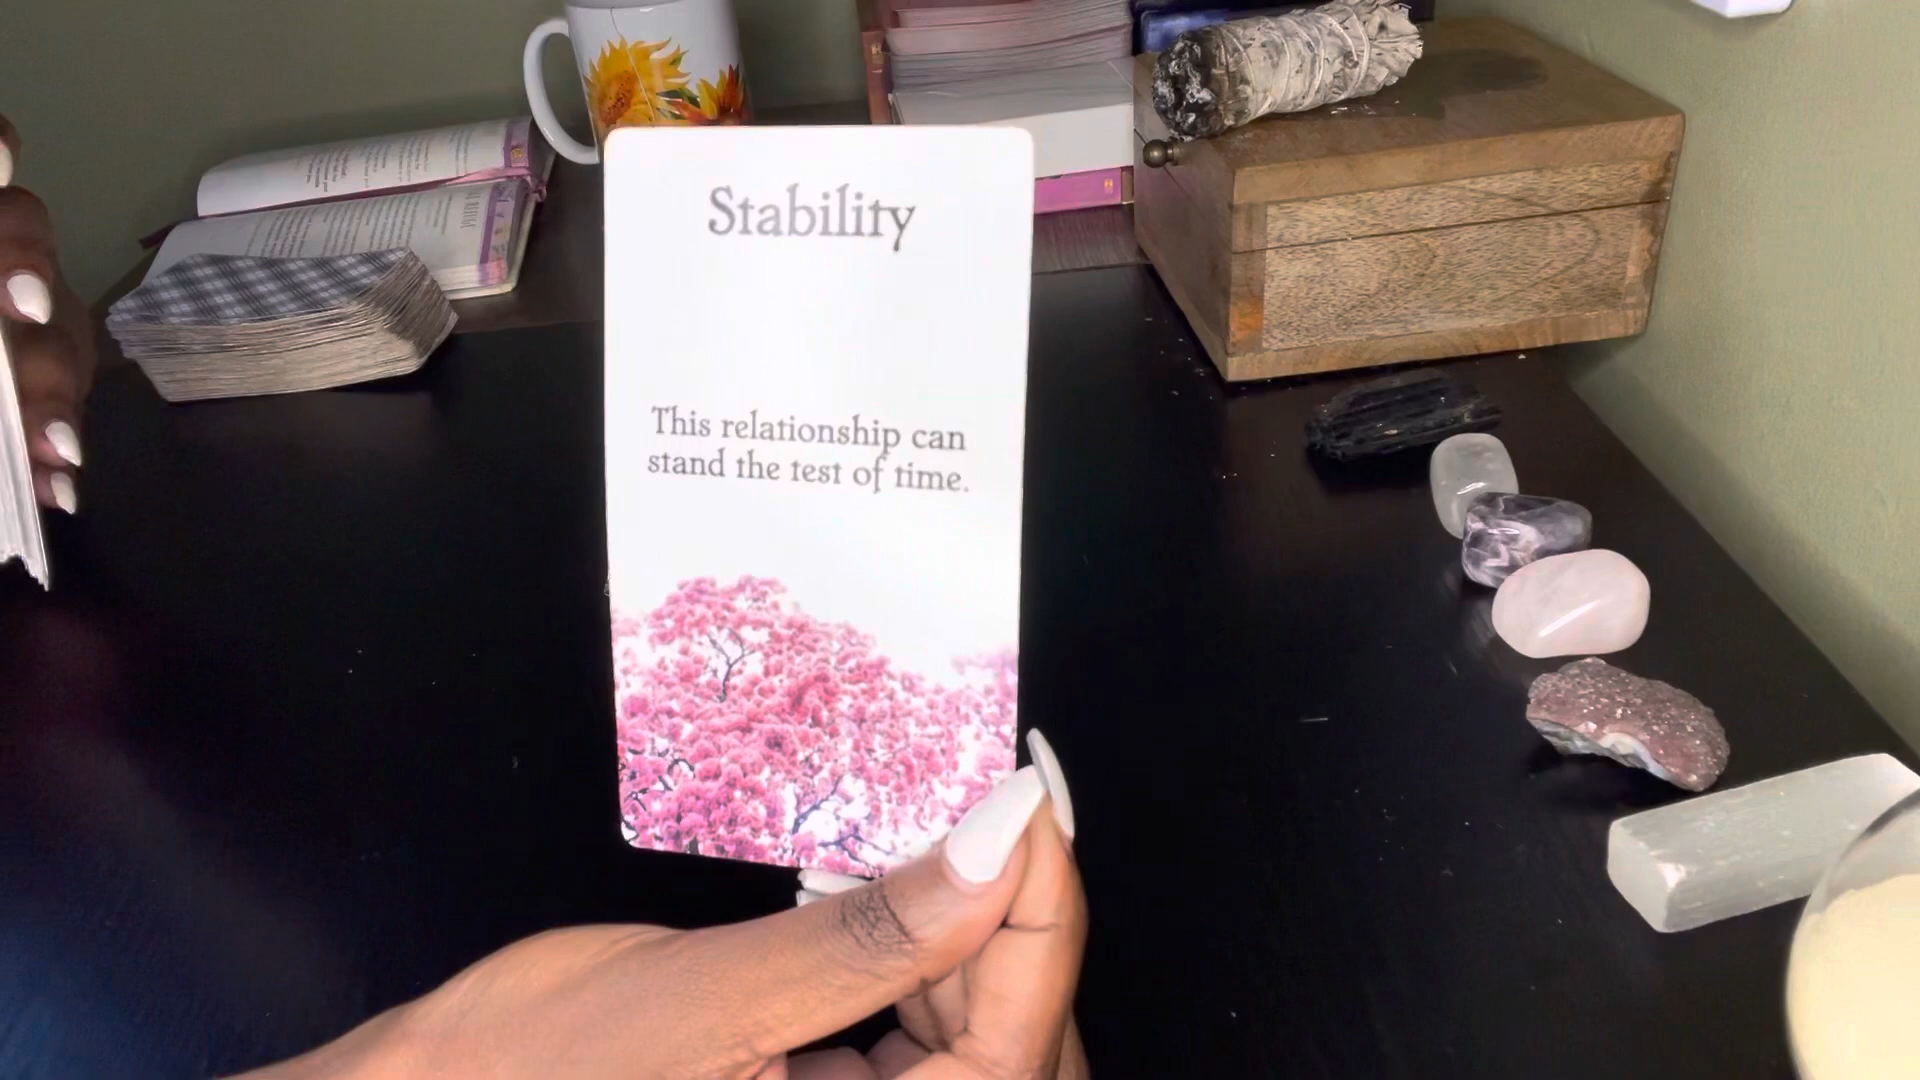 Stability
This relationship can
stand the test of time.